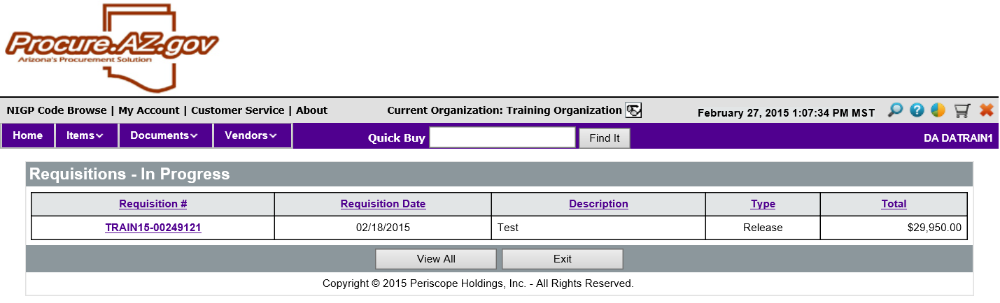 Procure.AZ.gov
Arizona's Procurement Solution
NIGP Code Browse | My Account | Customer Service | About Current Organization: Training Organization February 27, 2015 1:07:34 PM MST
Home Items Documents Vendors Quick Buy Find It DA DATRAIN1
Requisitions - In Progress
Requisition # Requisition Date Description Type Total
TRAIN15-00249121 02/18/2015 Test Release $29,950.00
View All Exit
Copyright © 2015 Periscope Holdings, Inc. - All Rights Reserved.